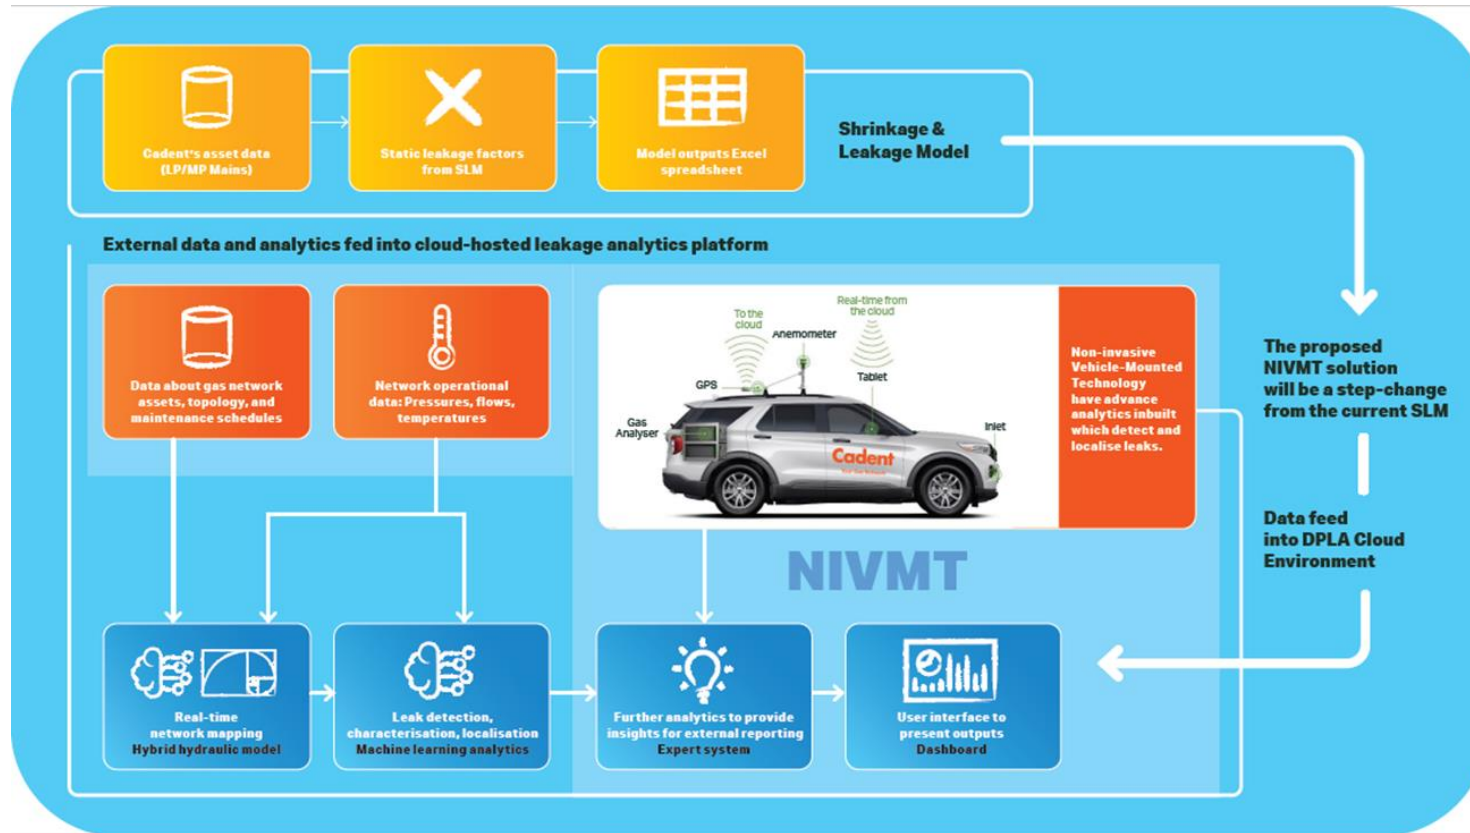 Cadent's asset data
(LP/MP Mains)
Static leakage factors
from SLM
Model outputs Excel
spreadsheet
Shrinkage &
Leakage Model
External data and analytics fed into cloud-hosted leakage analytics platform
Data about gas network
assets, topology, and
maintenance schedules
Network operational
data: Pressures, flows,
temperatures
To the
cloud
Real-time from
the cloud
Anemometer
GPS
Tablet
Gas
Analyser
Inlet
Cadent
Your Gas Network
Non-invasive
Vehicle-Mounted
Technology
have advance
analytics inbuilt
which detect and
localise leaks.
The proposed
NIVMT solution
will be a step-change
from the current SLM
Data feed
into DPLA Cloud
Environment
NIVMT
Real-time
network mapping
Hybrid hydraulic model
Leak detection,
characterisation, localisation
Machine learning analytics
Further analytics to provide
insights for external reporting
Expert system
User interface to
present outputs
Dashboard